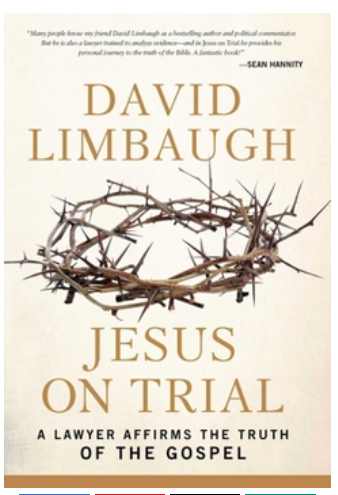 "Many people know my friend David Limbaugh as a bestselling author and political commentator.
But he is also a lawyer trained to analyze evidence—and in Jesus on Trial he provides his
personal journey to the truth of the Bible. A fantastic book!"
—SEAN HANNITY
DAVID
LIMBAUGH
JESUS
ON TRIAL
A LAWYER AFFIRMS THE TRUTH
OF THE GOSPEL